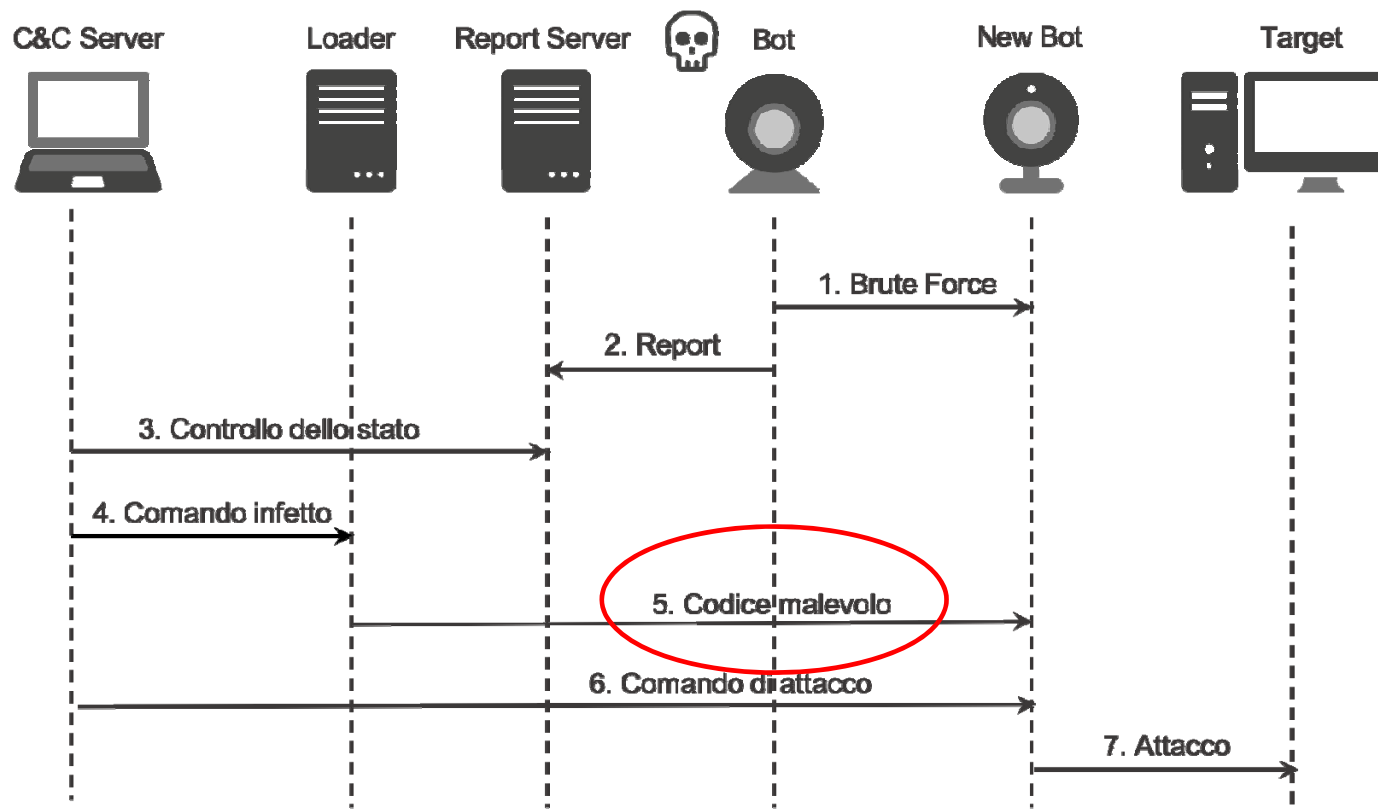 C&C Server
Loader
Report Server
Bot
New Bot
Target
1. Brute Force
2. Report
3. Controllo dello stato
4. Comando infetto
5. Codice malevolo
6. Comando di attacco
7. Attacco